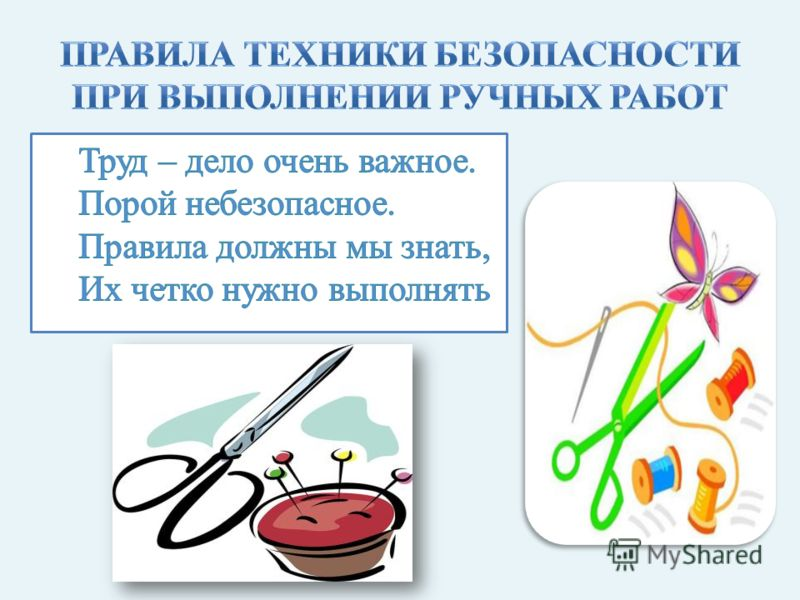 ПРАВИЛА ТЕХНИКИ БЕЗОПАСНОСТИ
ПРИ ВЫПОЛНЕНИИ РУЧНЫХ РАБОТ
Труд – дело очень важное.
Порой небезопасное.
Правила должны мы знать,
Их четко нужно выполнять
MyShared